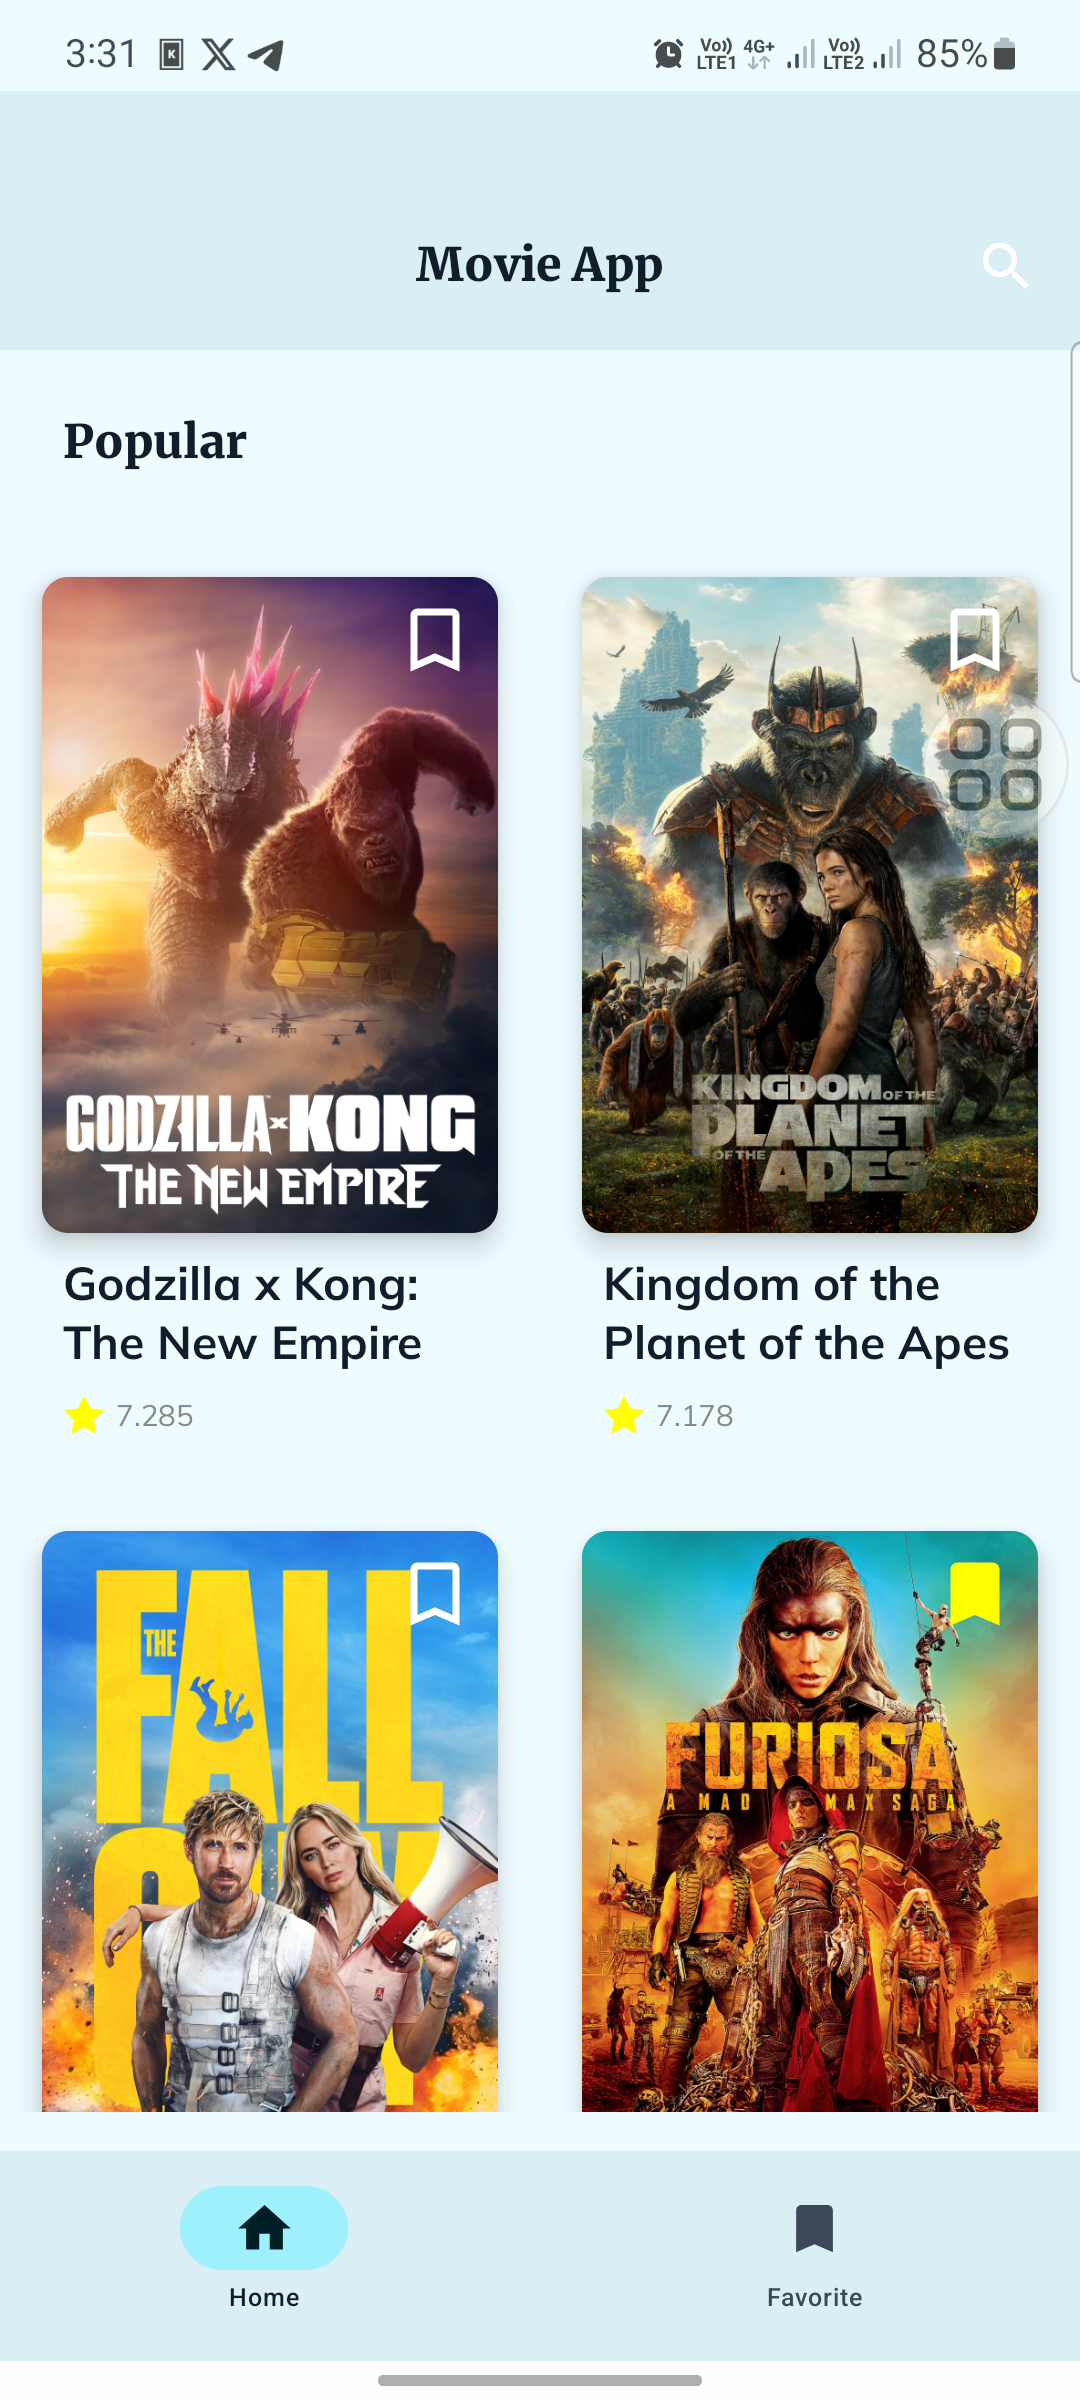 3:31 K X Vo)) LTE1 4G+ Vo)) LTE2 85%
Movie App
Popular
GODZILLA x KONG
THE NEW EMPIRE
KINGDOM OF THE
PLANET
OF THE APES
Godzilla x Kong:
The New Empire
Kingdom of the
Planet of the Apes
7.285
7.178
THE
FALL
GUY
FURIOSA
A MAD MAX SAGA
Home
Favorite